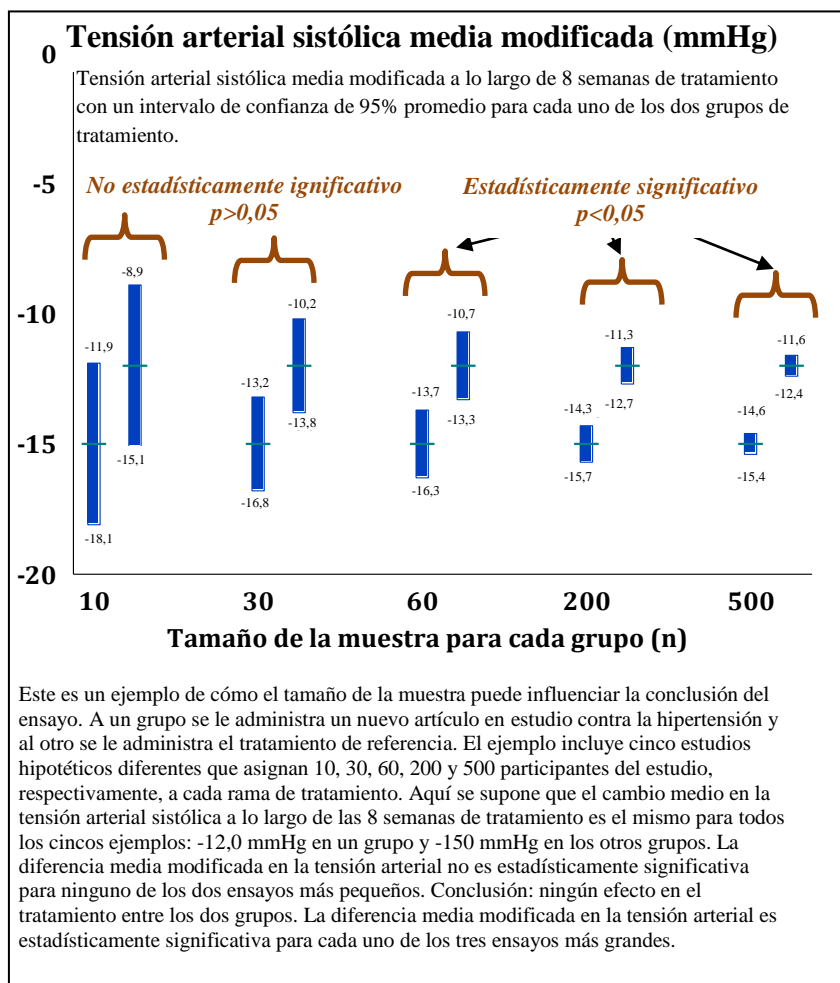 Tensión arterial sistólica media modificada (mmHg)
0
Tensión arterial sistólica media modificada a lo largo de 8 semanas de tratamiento
con un intervalo de confianza de 95% promedio para cada uno de los dos grupos de
tratamiento.
-5
No estadísticamente ignificativo
p>0,05
Estadísticamente significativo
p<0,05
-8,9
-10
-10,2
-10,7
-11,3
-11,6
-11,9
-12,4
-12,7
-13,2
-13,8
-13,7
-13,3
-14,3
-14,6
-15
-15,1
-15,7
-15,4
-16,8
-16,3
-18,1
-20
10 30 60 200 500
Tamaño de la muestra para cada grupo (n)
Este es un ejemplo de cómo el tamaño de la muestra puede influenciar la conclusión del
ensayo. A un grupo se le administra un nuevo artículo en estudio contra la hipertensión y
al otro se le administra el tratamiento de referencia. El ejemplo incluye cinco estudios
hipotéticos diferentes que asignan 10, 30, 60, 200 y 500 participantes del estudio,
respectivamente, a cada rama de tratamiento. Aquí se supone que el cambio medio en la
tensión arterial sistólica a lo largo de las 8 semanas de tratamiento es el mismo para todos
los cincos ejemplos: -12,0 mmHg en un grupo y -150 mmHg en los otros grupos. La
diferencia media modificada en la tensión arterial no es estadísticamente significativa
para ninguno de los dos ensayos más pequeños. Conclusión: ningún efecto en el
tratamiento entre los dos grupos. La diferencia media modificada en la tensión arterial es
estadísticamente significativa para cada uno de los tres ensayos más grandes.